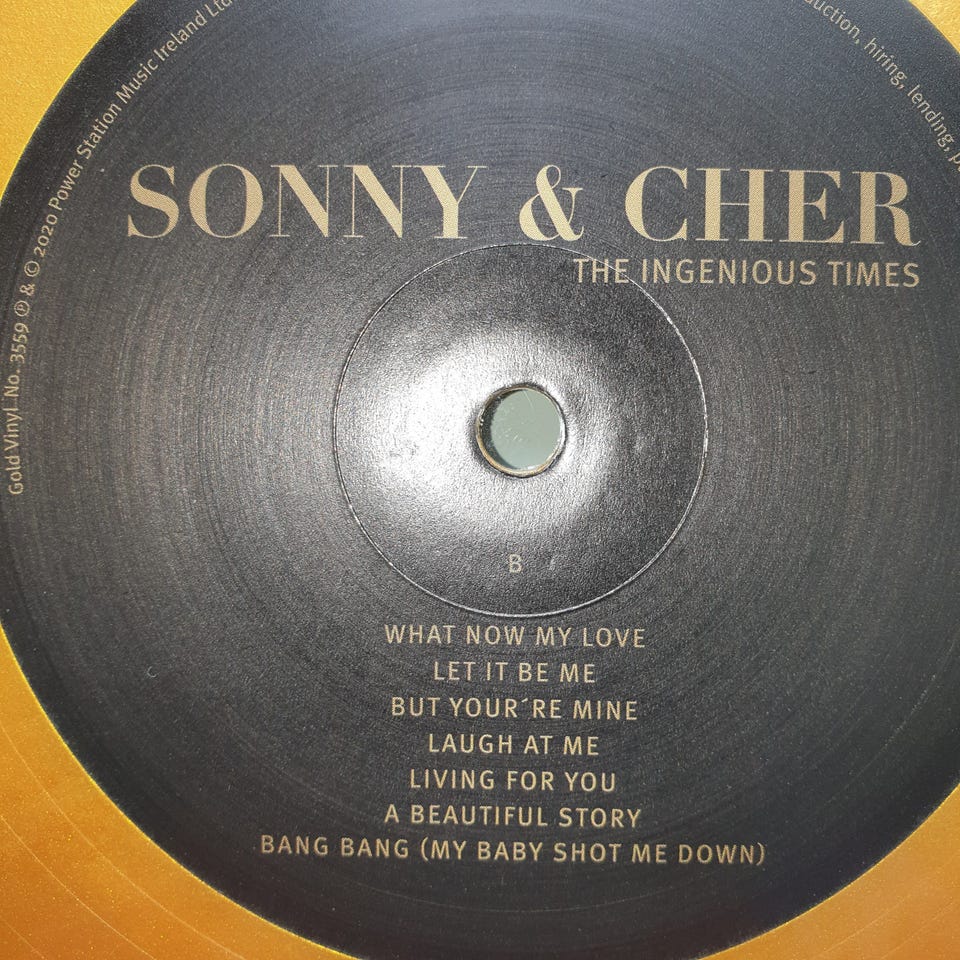 SONNY & CHER
THE INGENIOUS TIMES
B
WHAT NOW MY LOVE
LET IT BE ME
BUT YOUR´RE MINE
LAUGH AT ME
LIVING FOR YOU
A BEAUTIFUL STORY
BANG BANG (MY BABY SHOT ME DOWN)
Gold Vinyl No. 3559 ℗ & © 2020 Power Station Music Ireland Ltd
hiring, lending,